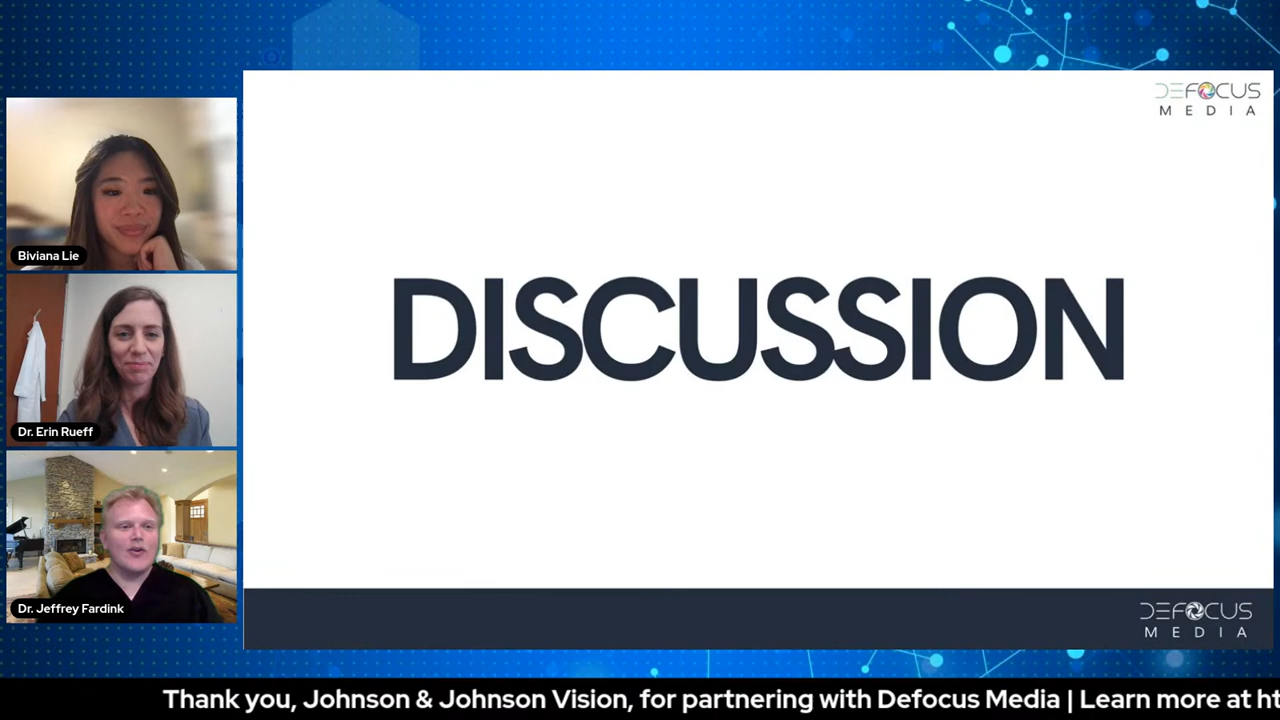 DEFOCUS
MEDIA
Biviana Lie
DISCUSSION
Dr. Erin Rueff
Dr. Jeffrey Fardink
DEFOCUS
MEDIA
Thank you, Johnson & Johnson Vision, for partnering with Defocus Media | Learn more at ht